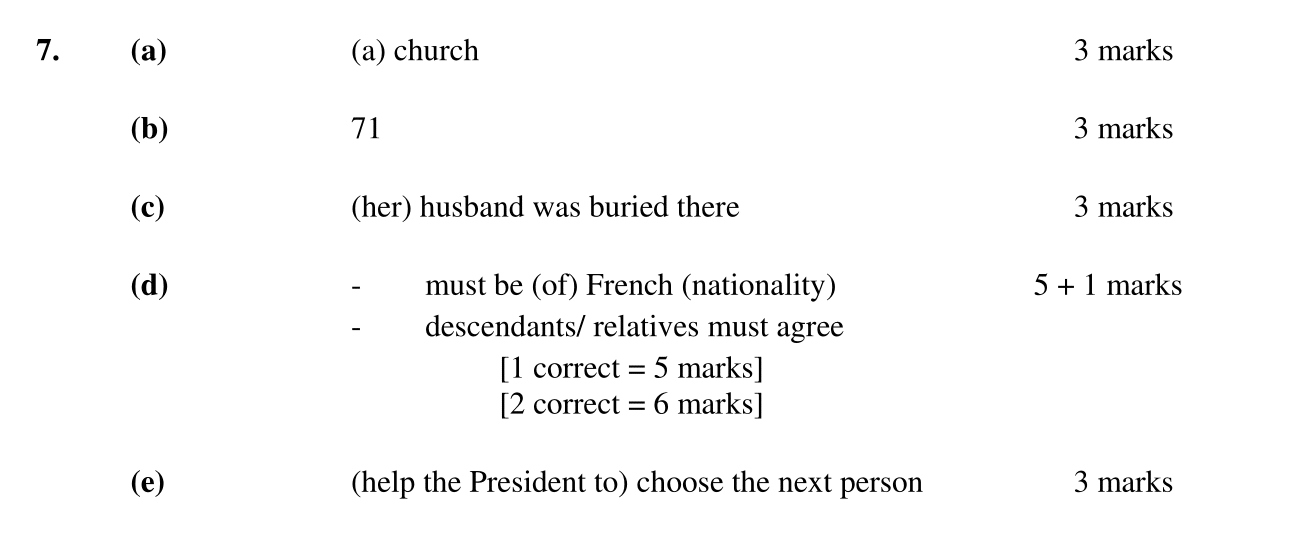 7. (a) (a) church 3 marks
(b) 71 3 marks
(c) (her) husband was buried there 3 marks
(d) - must be (of) French (nationality) 5 + 1 marks
- descendants/ relatives must agree
[1 correct = 5 marks]
[2 correct = 6 marks]
(e) (help the President to) choose the next person 3 marks